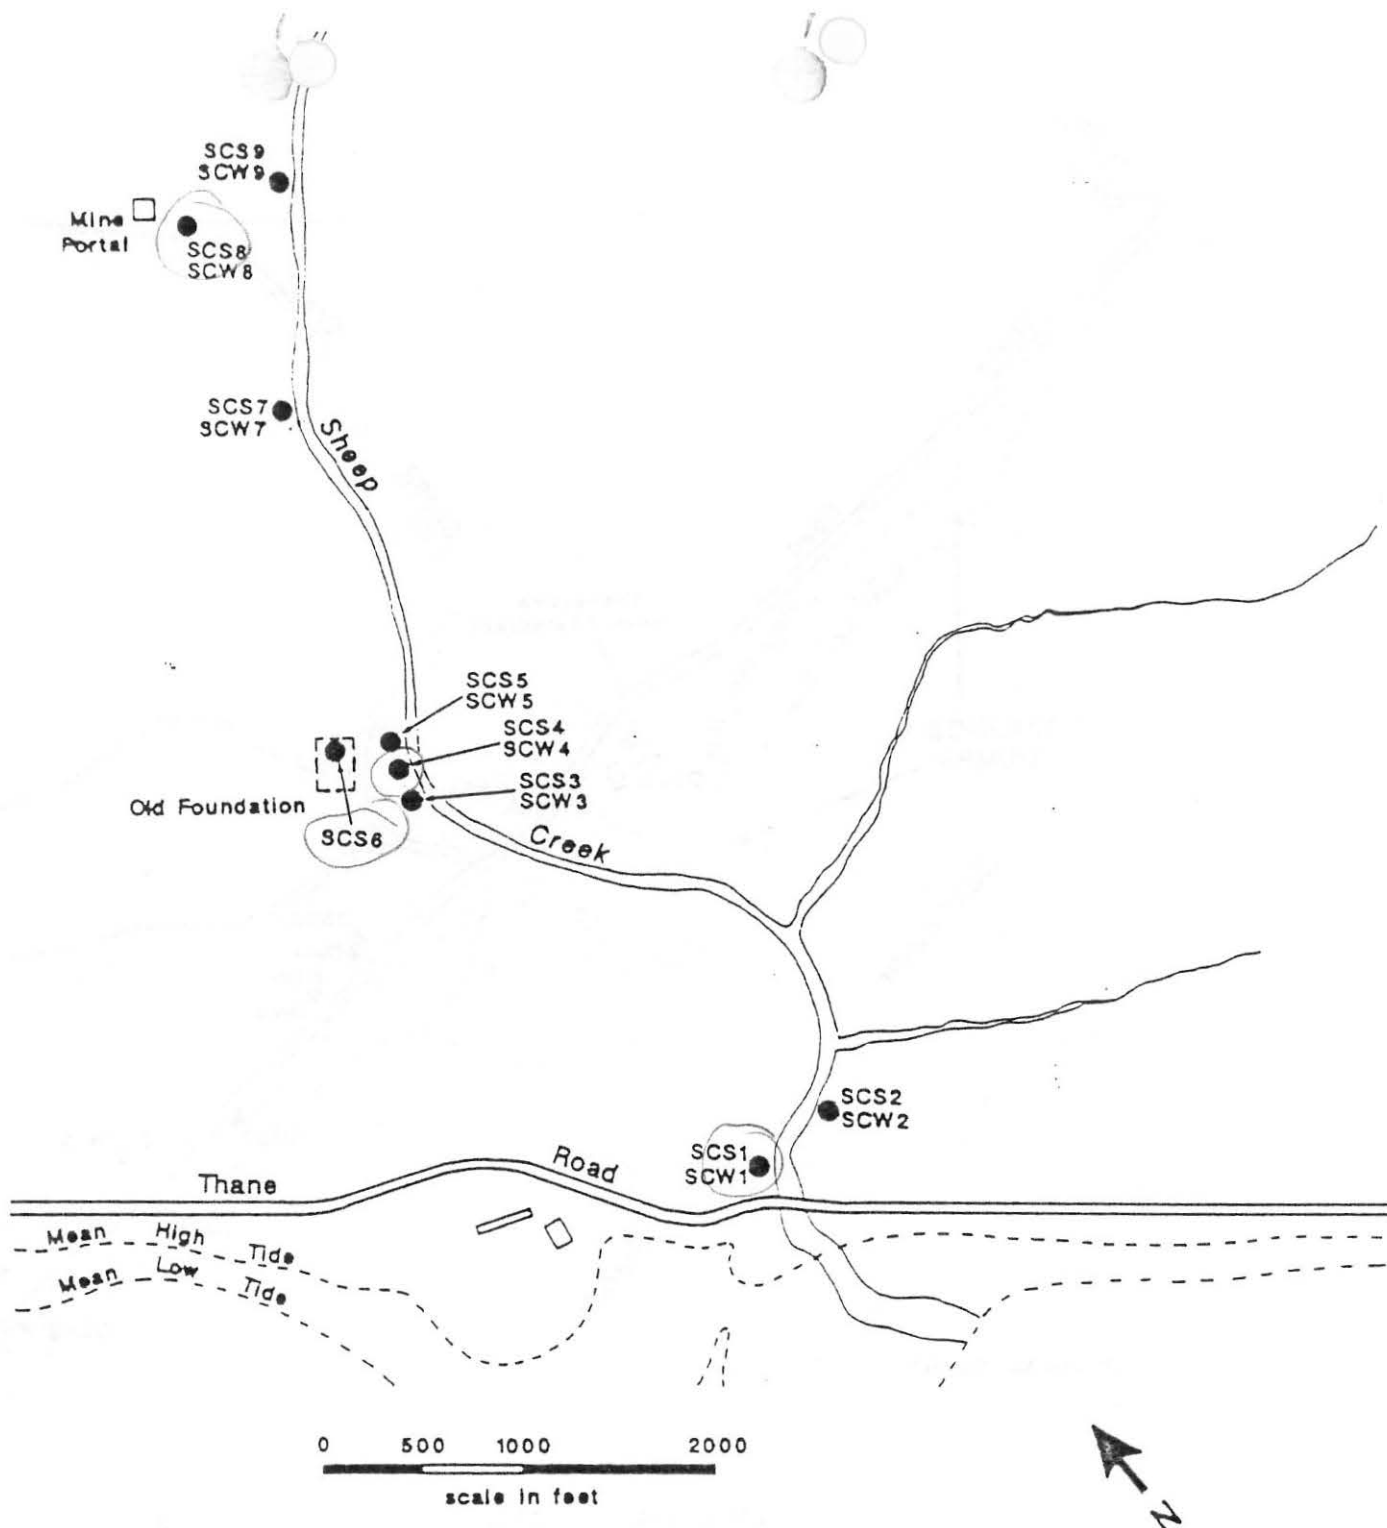 SCS9
SCW9
Mine
Portal
SCS8
SCW8
SCS7
SCW7
Sheep
SCS5
SCW5
SCS4
SCW4
SCS3
SCW3
Old Foundation
SCS6
Creek
SCS2
SCW2
SCS1
SCW1
Thane Road
Mean High Tide
Mean Low Tide
0 500 1000 2000
scale in feet
N